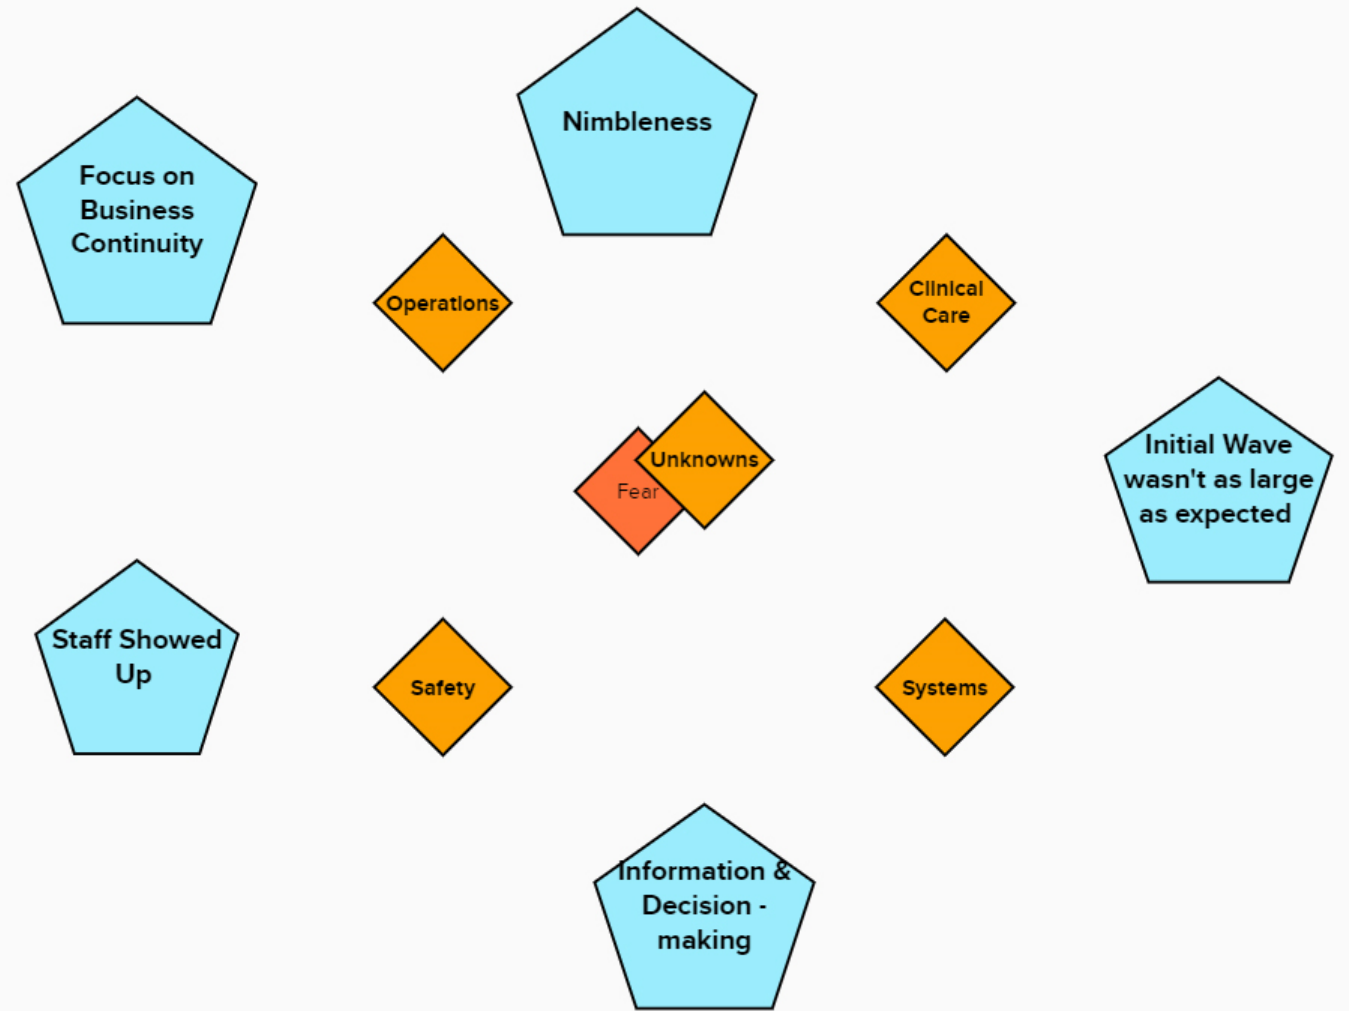 Nimbleness
Focus on
Business
Continuity
Operations
Clinical
Care
Unknowns
Fear
Initial Wave
wasn't as large
as expected
Staff Showed
Up
Safety
Systems
Information &
Decision -
making